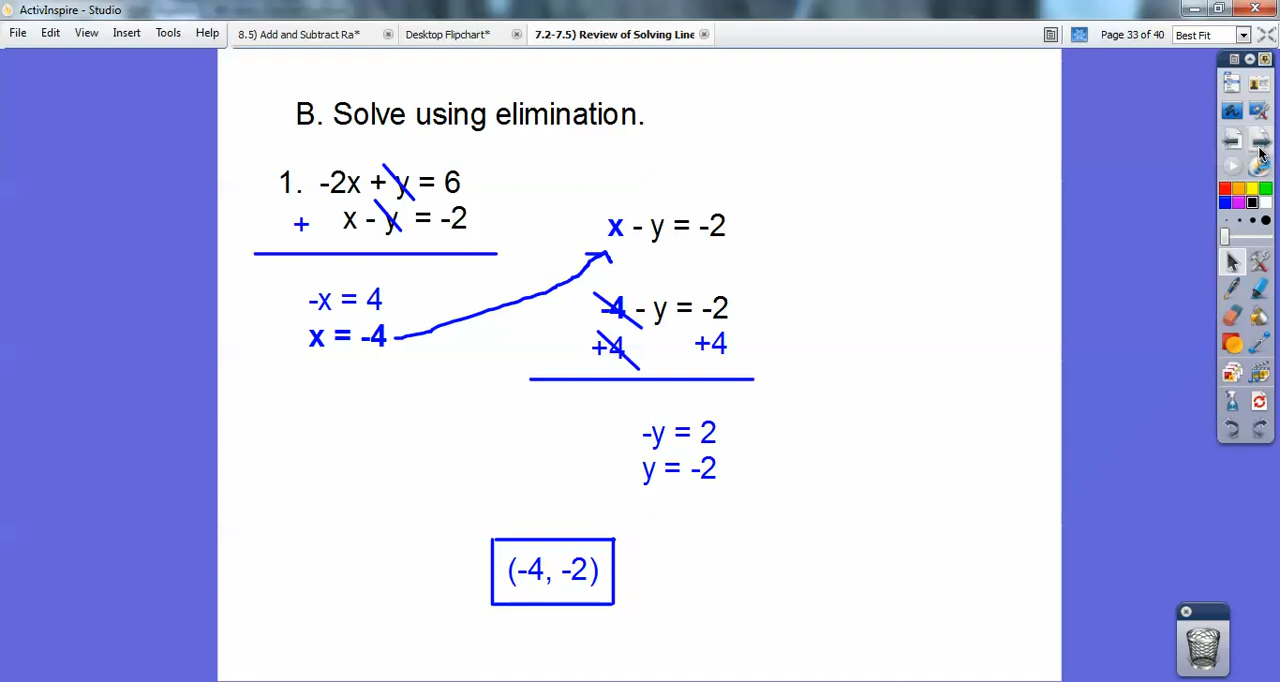 ActivInspire - Studio
File Edit View Insert Tools Help
8.5) Add and Subtract Ra*
Desktop Flipchart*
7.2-7.5) Review of Solving Line
Page 33 of 40
Best Fit
B. Solve using elimination.
1. -2x + y = 6
+ x - y = -2
-x = 4
x = -4
x - y = -2
-4 - y = -2
+4 +4
-y = 2
y = -2
(-4, -2)